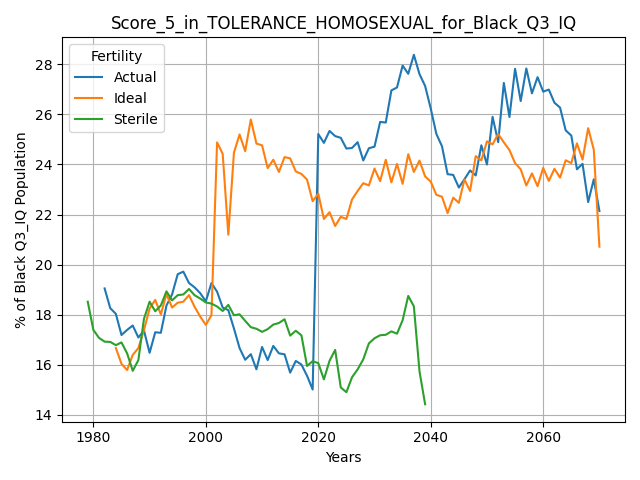 Score_5_in_TOLERANCE_HOMOSEXUAL_for_Black_Q3_IQ
Fertility
Actual
Ideal
Sterile
% of Black Q3_IQ Population
28
26
24
22
20
18
16
14
1980
2000
2020
2040
2060
Years